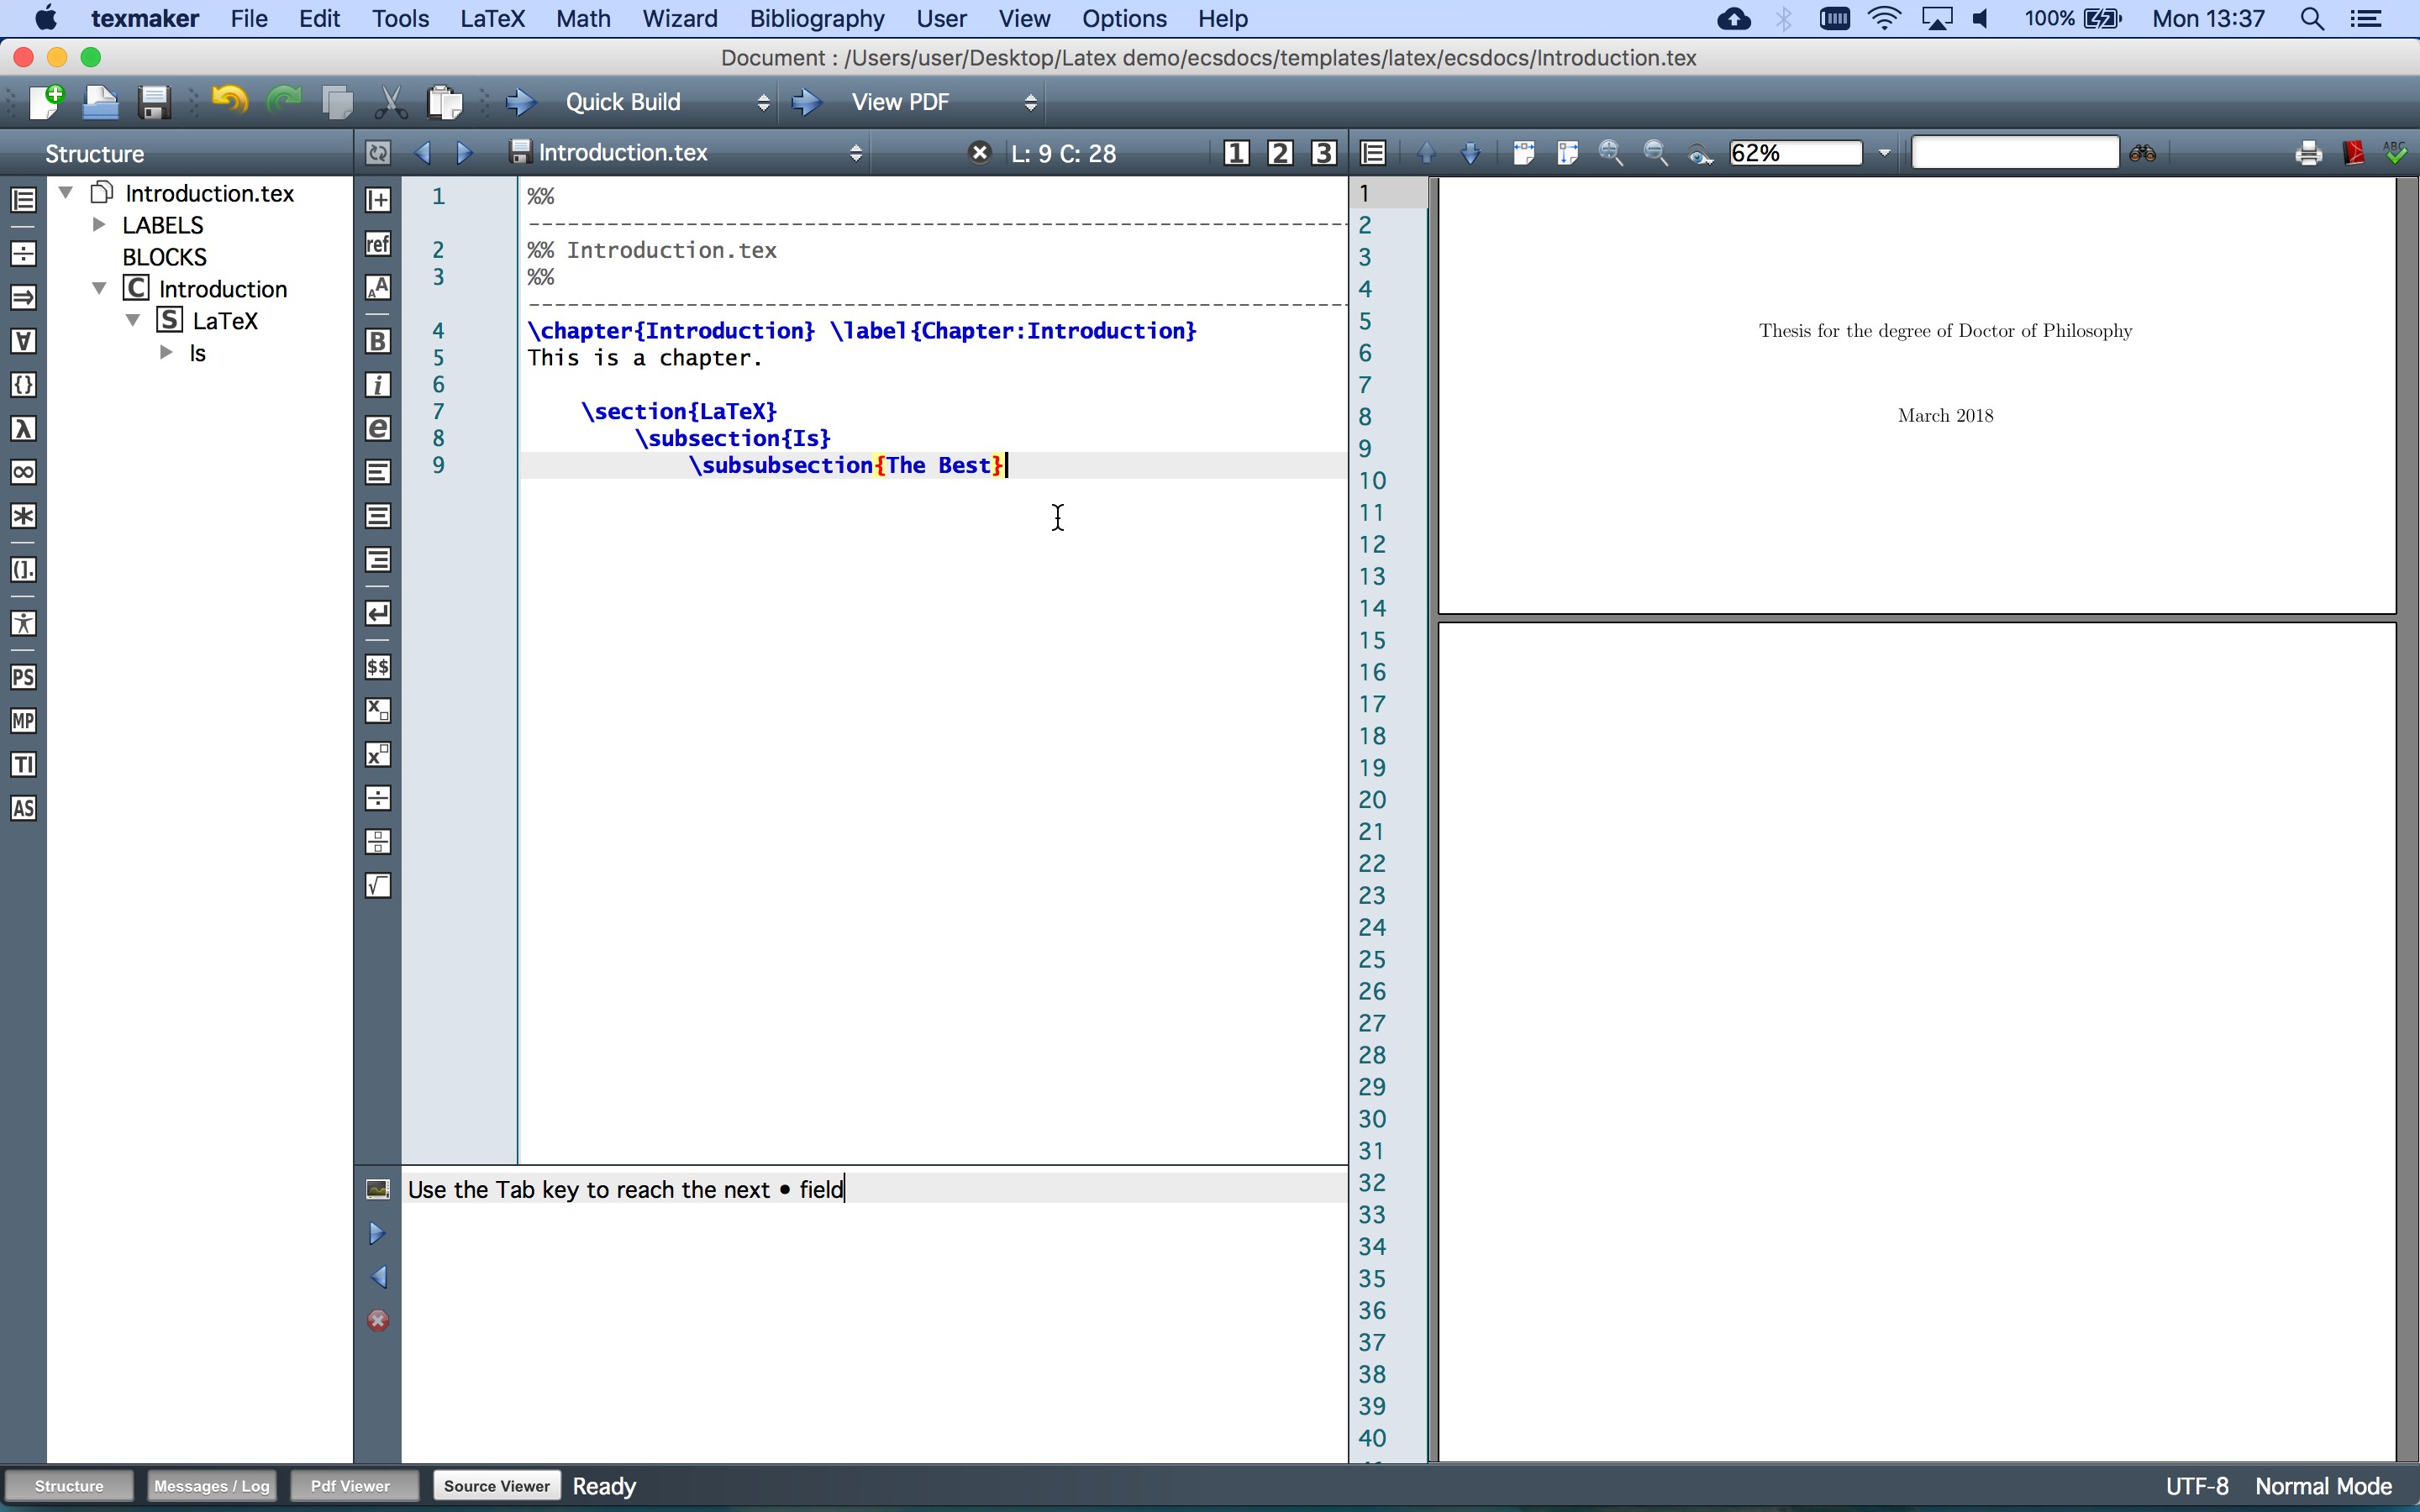 texmaker File Edit Tools LaTeX Math Wizard Bibliography User View Options Help 100% Mon 13:37
Document : /Users/user/Desktop/Latex demo/ecsdocs/templates/latex/ecsdocs/Introduction.tex
Quick Build View PDF
Structure Introduction.tex L: 9 C: 28 1 2 3 62% ABC
Introduction.tex
LABELS
BLOCKS
C Introduction
S LaTeX
Is
{}
λ
∞
(].
PS
MP
TI
AS
ref
AA
B
i
e
$$
x
x
1 %%
--------------------------------------------------------------
2 %% Introduction.tex
3 %%
--------------------------------------------------------------
4 \chapter{Introduction} \label{Chapter:Introduction}
5 This is a chapter.
6
7 \section{LaTeX}
8 \subsection{Is}
9 \subsubsection{The Best}
Use the Tab key to reach the next • field
1
2
3
4
5
6
7
8
9
10
11
12
13
14
15
16
17
18
19
20
21
22
23
24
25
26
27
28
29
30
31
32
33
34
35
36
37
38
39
40
Thesis for the degree of Doctor of Philosophy
March 2018
Structure Messages / Log Pdf Viewer Source Viewer Ready UTF-8 Normal Mode